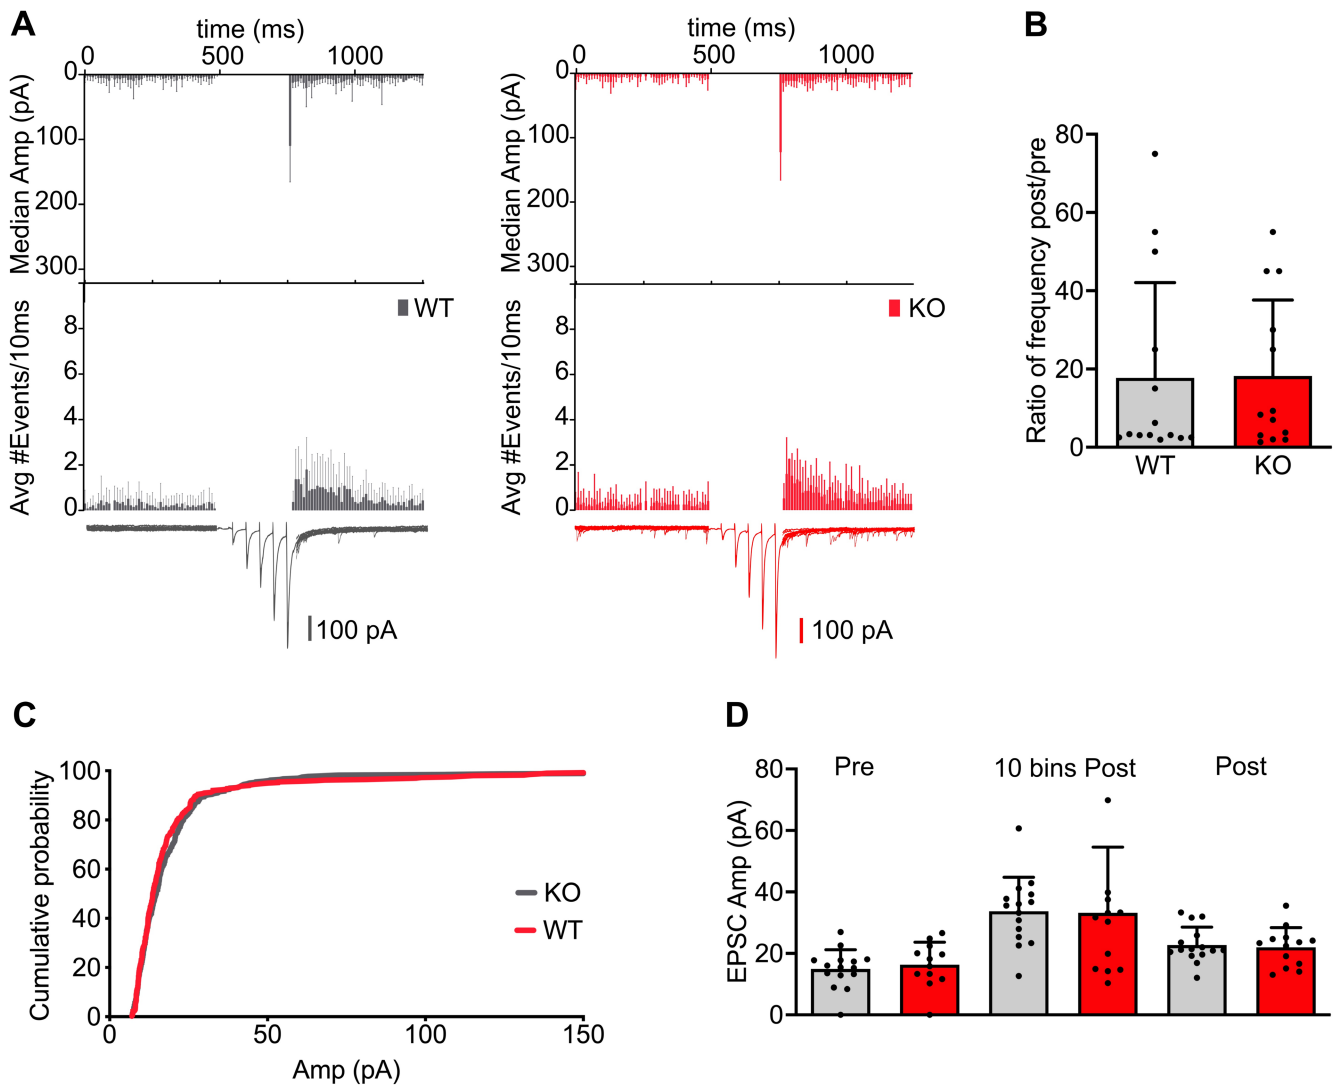 A
time (ms)
0 500 1000
0
100
200
300
Median Amp (pA)
WT
8
6
4
2
0
Avg #Events/10ms
100 pA
time (ms)
0 500 1000
0
100
200
300
Median Amp (pA)
KO
8
6
4
2
0
Avg #Events/10ms
100 pA
B
80
60
40
20
0
Ratio of frequency post/pre
WT KO
C
100
80
60
40
20
0
Cumulative probability
KO
WT
0 50 100 150
Amp (pA)
D
Pre 10 bins Post Post
80
60
40
20
0
EPSC Amp (pA)